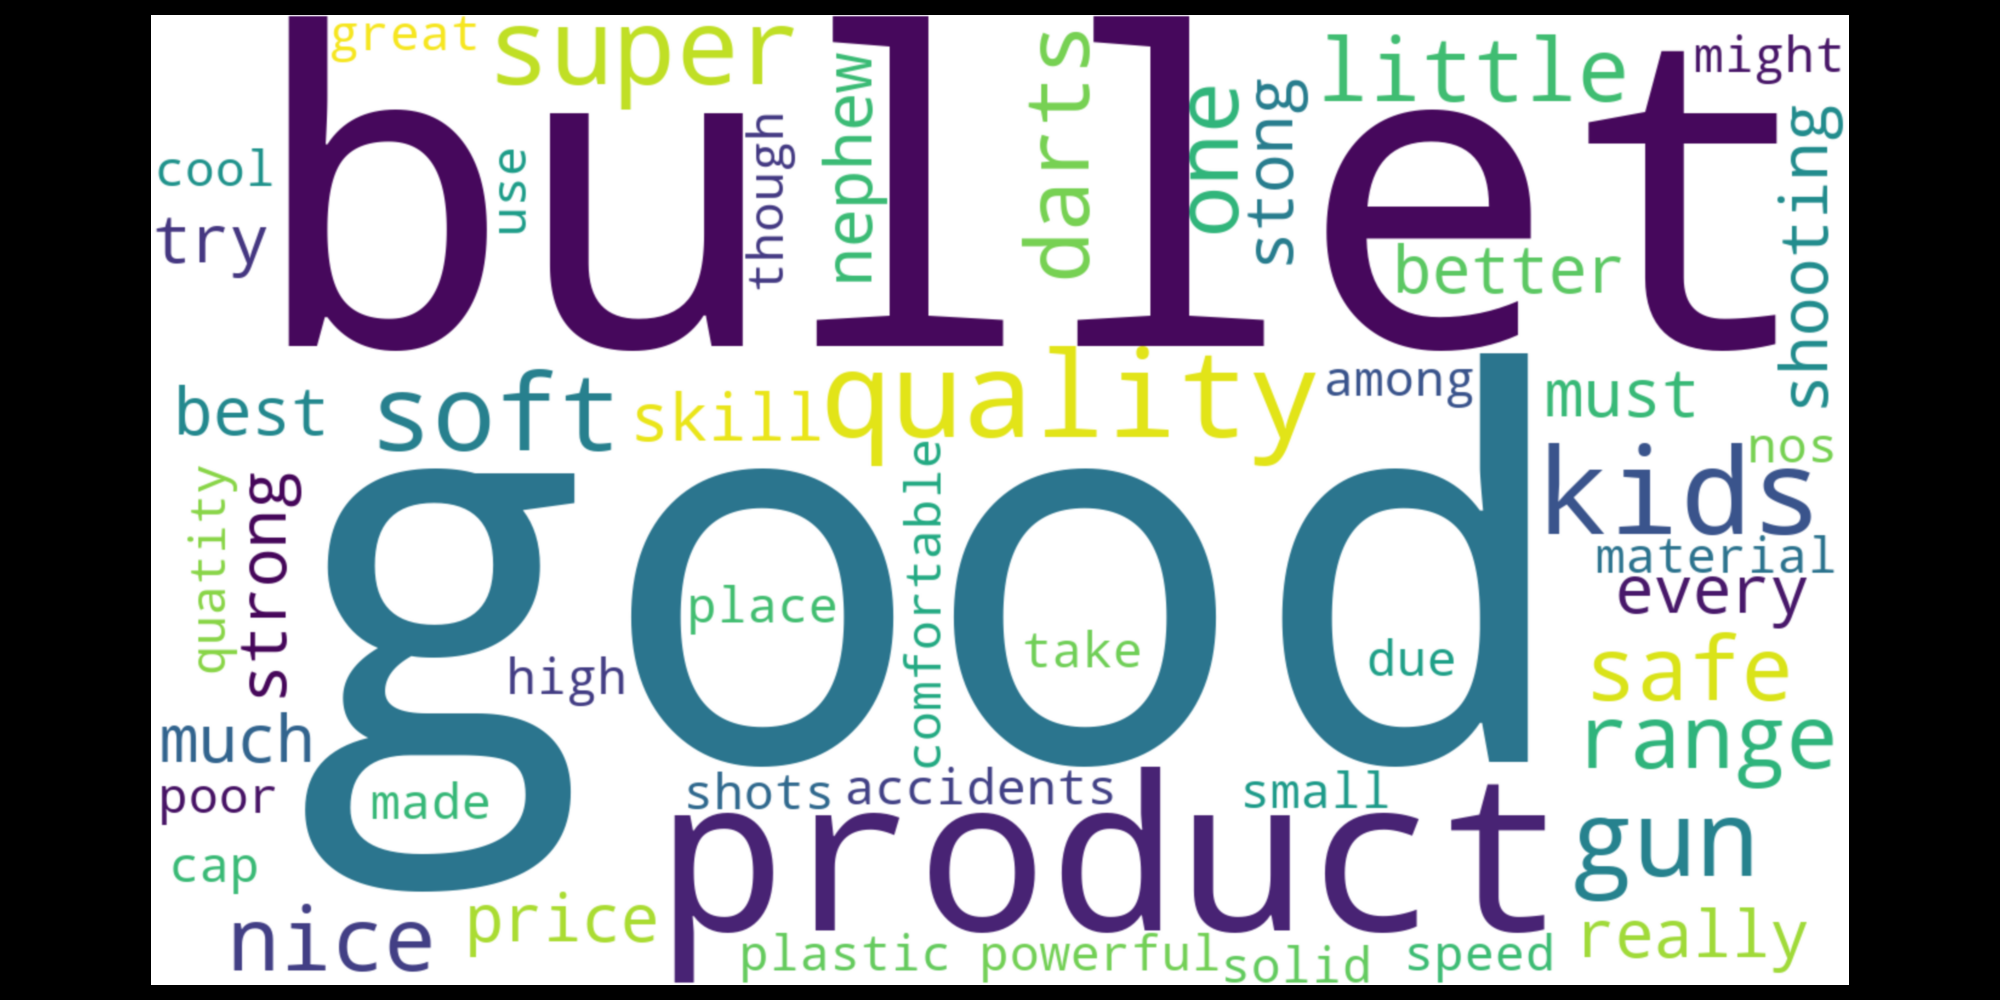 great
super
bullet
little
might
cool
try
use
though
nephew
darts
one
stong
better
shooting
best
soft
skill
quality
among
must
nos
kids
quatity
strong
good
comfortable
place
take
due
high
material
every
safe
range
much
poor
made
cap
shots
accidents
small
product
gun
nice
price
really
plastic
powerful
solid
speed